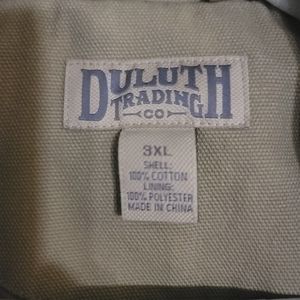 DULUTH
TRADING
CO
3XL
SHELL:
100% COTTON
LINING:
100% POLYESTER
MADE IN CHINA